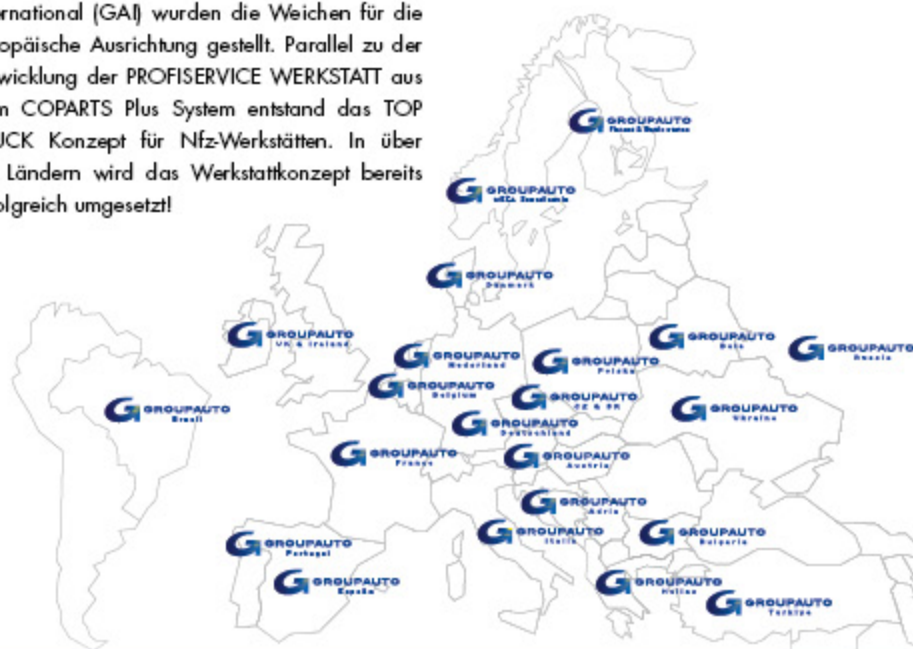 ernational (GAI) wurden die Weichen für die
opäische Ausrichtung gestellt. Parallel zu der
wicklung der PROFISERVICE WERKSTATT aus
m COPARTS Plus System entstand das TOP
UCK Konzept für Nfz-Werkstätten. In über
Ländern wird das Werkstattkonzept bereits
olgreich umgesetzt!
GROUPAUTO
GROUPAUTO
GROUPAUTO
Danmark
GROUPAUTO
UK & Ireland
GROUPAUTO
GROUPAUTO
Russia
GROUPAUTO
Nederland
GROUPAUTO
Polska
GROUPAUTO
Belgium
GROUPAUTO
CZ & SK
GROUPAUTO
Brasil
GROUPAUTO
Ukraine
GROUPAUTO
Deutschland
GROUPAUTO
France
GROUPAUTO
Austria
GROUPAUTO
Adria
GROUPAUTO
Italia
GROUPAUTO
Bulgaria
GROUPAUTO
Portugal
GROUPAUTO
España
GROUPAUTO
Hellas
GROUPAUTO
Türkiye